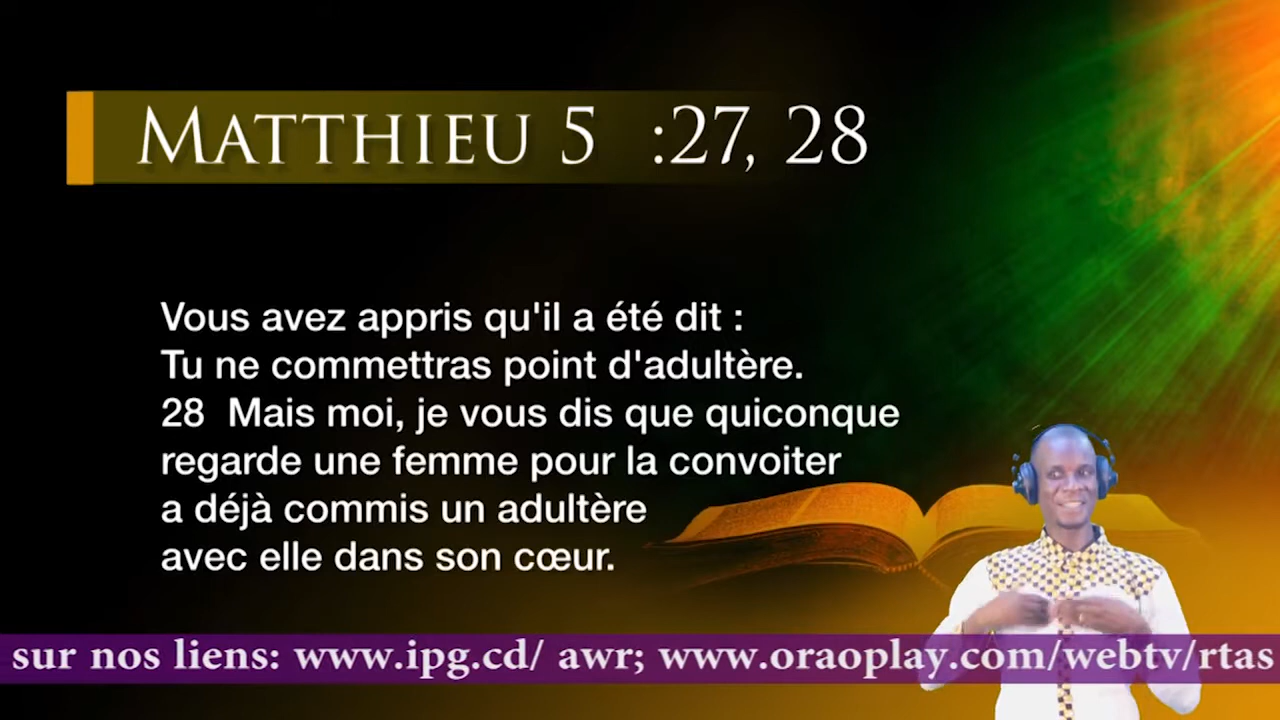 MATTHIEU 5 :27, 28
Vous avez appris qu'il a été dit :
Tu ne commettras point d'adultère.
28 Mais moi, je vous dis que quiconque
regarde une femme pour la convoiter
a déjà commis un adultère
avec elle dans son cœur.
sur nos liens: www.ipg.cd/ awr; www.oraoplay.com/webtv/rtas